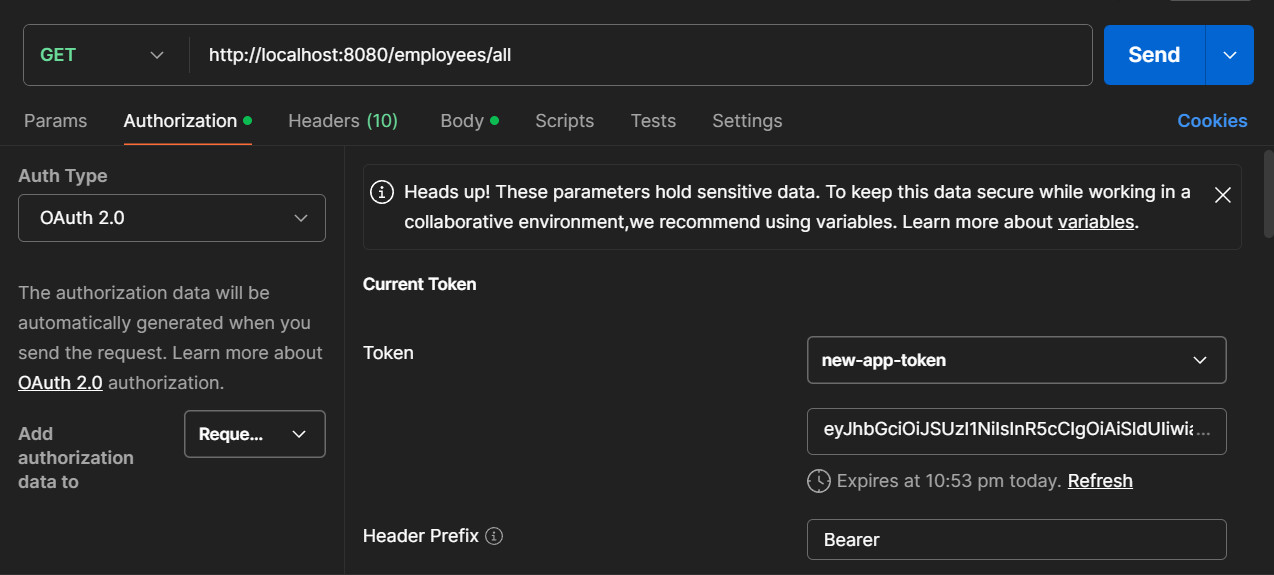 GET
http://localhost:8080/employees/all
Send
Params
Authorization
Headers (10)
Body
Scripts
Tests
Settings
Cookies
Auth Type
OAuth 2.0
The authorization data will be
automatically generated when you
send the request. Learn more about
OAuth 2.0 authorization.
Add
authorization
data to
Reque...
Heads up! These parameters hold sensitive data. To keep this data secure while working in a
collaborative environment,we recommend using variables. Learn more about variables.
Current Token
Token
new-app-token
eyJhbGciOiJSUzI1NiIsInR5cCIgOiAiSldUIiwia...
Expires at 10:53 pm today. Refresh
Header Prefix
Bearer